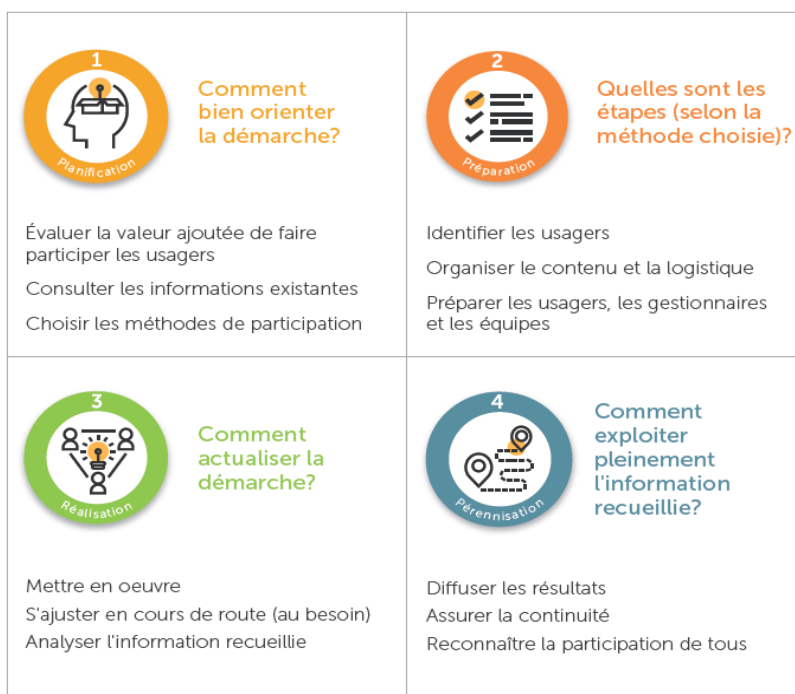 1
Planification
Comment
bien orienter
la démarche?
Évaluer la valeur ajoutée de faire
participer les usagers
Consulter les informations existantes
Choisir les méthodes de participation
2
Préparation
Quelles sont les
étapes (selon la
méthode choisie)?
Identifier les usagers
Organiser le contenu et la logistique
Préparer les usagers, les gestionnaires
et les équipes
3
Réalisation
Comment
actualiser la
démarche?
Mettre en oeuvre
S'ajuster en cours de route (au besoin)
Analyser l'information recueillie
4
Pérennisation
Comment
exploiter
pleinement
l'information
recueillie?
Diffuser les résultats
Assurer la continuité
Reconnaître la participation de tous